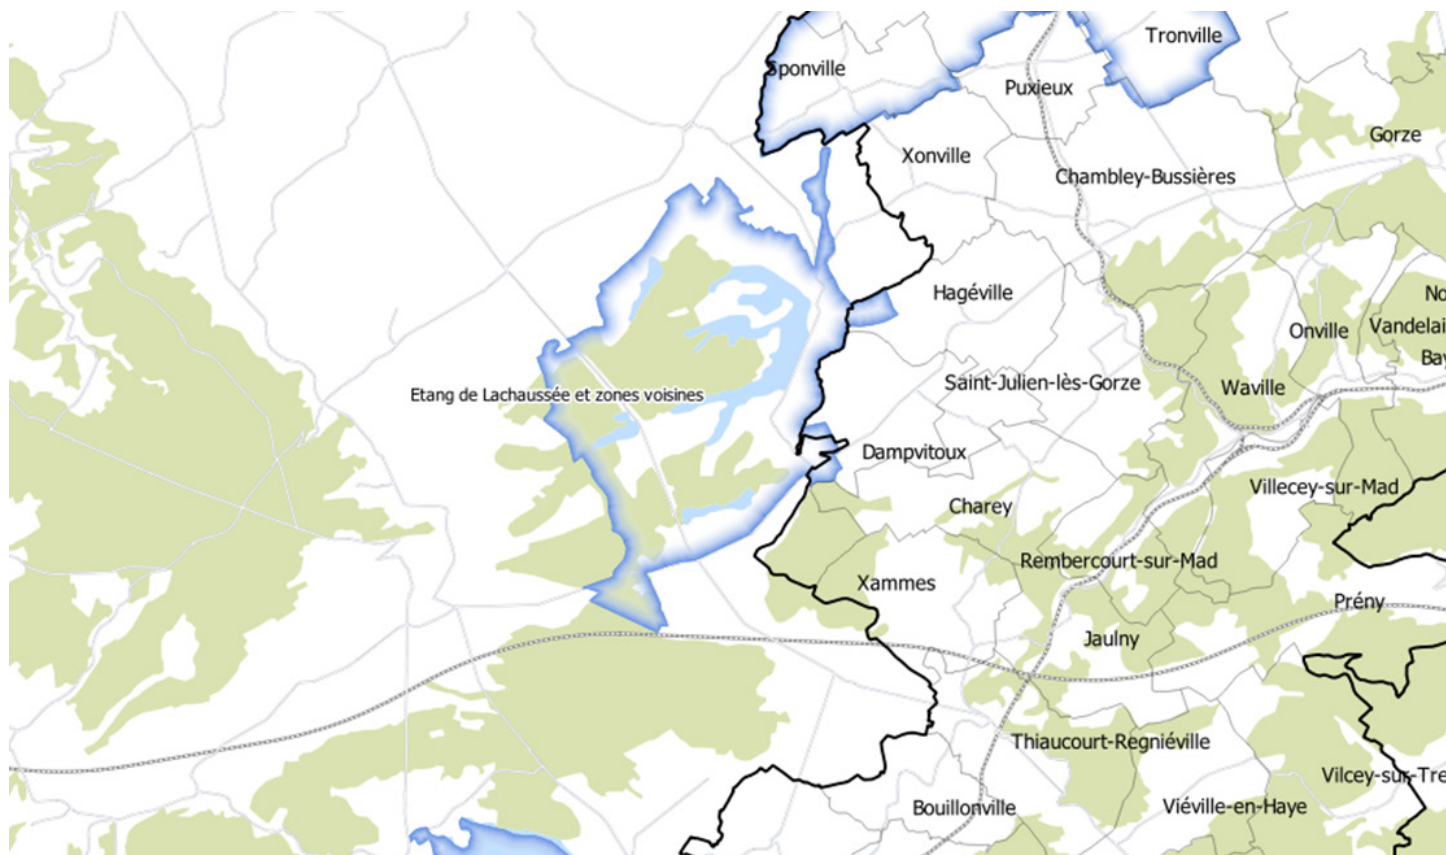 Tronville
Sponville
Puxieux
Gorze
Xonville
Chambley-Bussières
Hagéville
No
Onville
Vandelai
Bay
Saint-Julien-lès-Gorze
Waville
Etang de Lachaussée et zones voisines
Dampvitoux
Villecey-sur-Mad
Charey
Rembercourt-sur-Mad
Xammes
Prény
Jaulny
Thiaucourt-Regniéville
Vilcey-sur-Tre
Bouillonville
Viéville-en-Haye